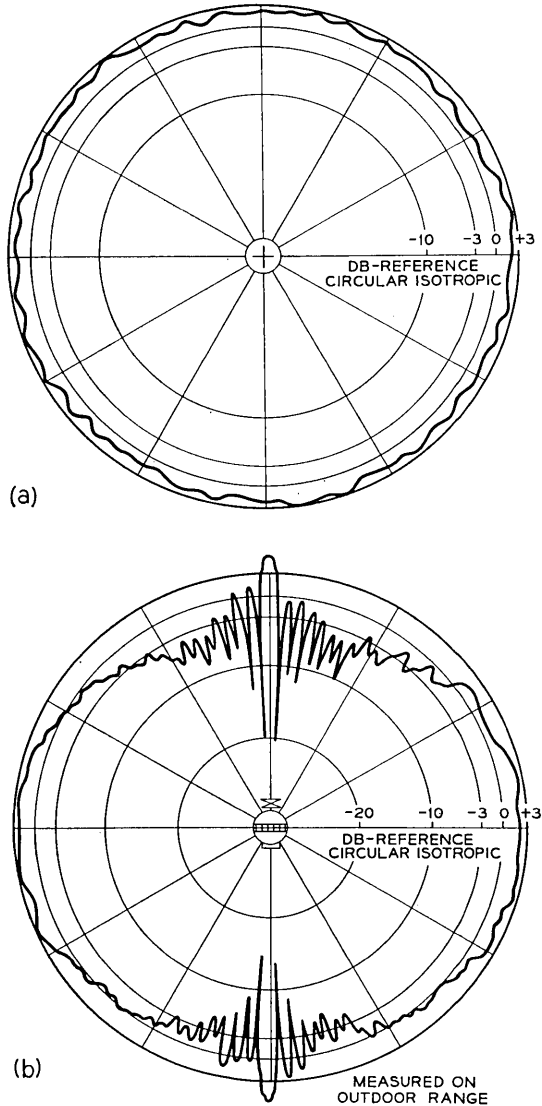 -10 -3 0 +3
DB-REFERENCE
CIRCULAR ISOTROPIC
(a)
-20 -10 -3 0 +3
DB-REFERENCE
CIRCULAR ISOTROPIC
(b)
MEASURED ON
OUTDOOR RANGE